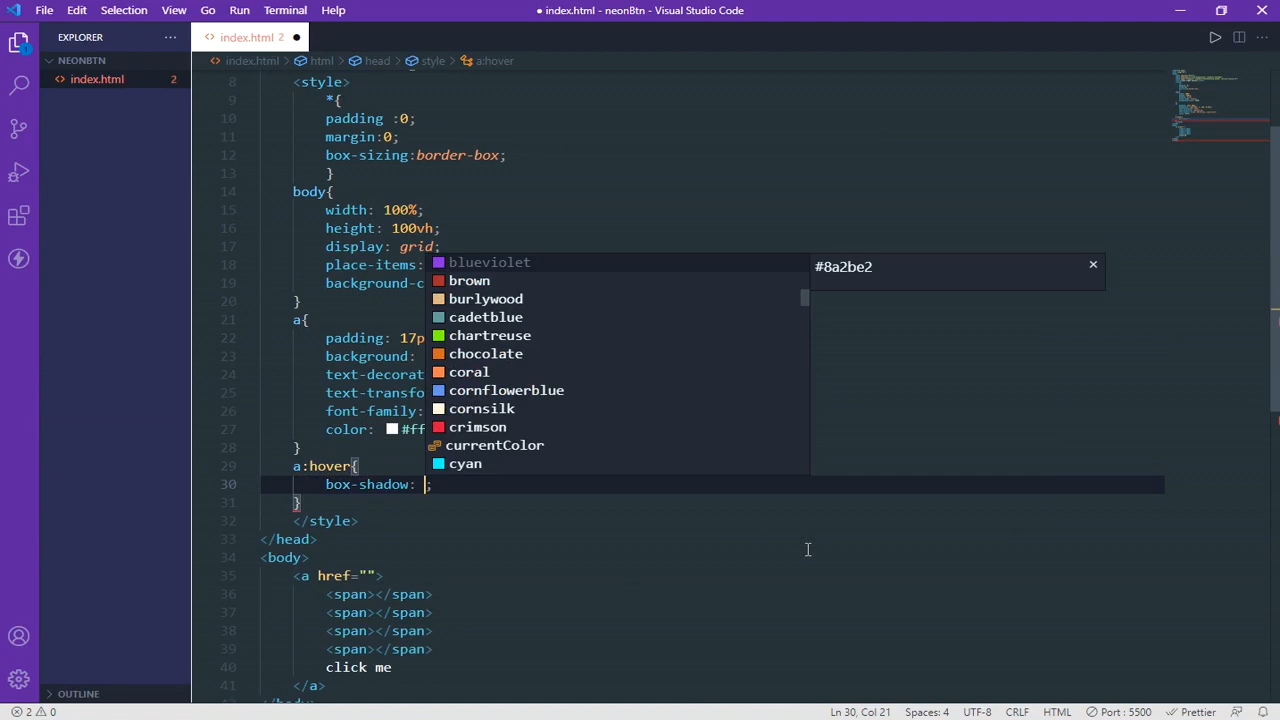 File Edit Selection View Go Run Terminal Help
● index.html - neonBtn - Visual Studio Code
EXPLORER
index.html 2
NEONBTN
index.html 2
index.html > html > head > style > a:hover
8 <style>
9 *{
10 padding :0;
11 margin:0;
12 box-sizing:border-box;
13 }
14 body{
15 width: 100%;
16 height: 100vh;
17 display: grid;
18 place-items:
19 background-c
20 }
21 a{
22 padding: 17p
23 background:
24 text-decorat
25 text-transfo
26 font-family:
27 color: #ff
28 }
29 a:hover{
30 box-shadow: ;
31 }
32 </style>
33 </head>
34 <body>
35 <a href="">
36 <span></span>
37 <span></span>
38 <span></span>
39 <span></span>
40 click me
41 </a>
</body>
blueviolet
brown
burlywood
cadetblue
chartreuse
chocolate
coral
cornflowerblue
cornsilk
crimson
currentColor
cyan
#8a2be2
OUTLINE
2 0
Ln 30, Col 21 Spaces: 4 UTF-8 CRLF HTML Port : 5500 Prettier